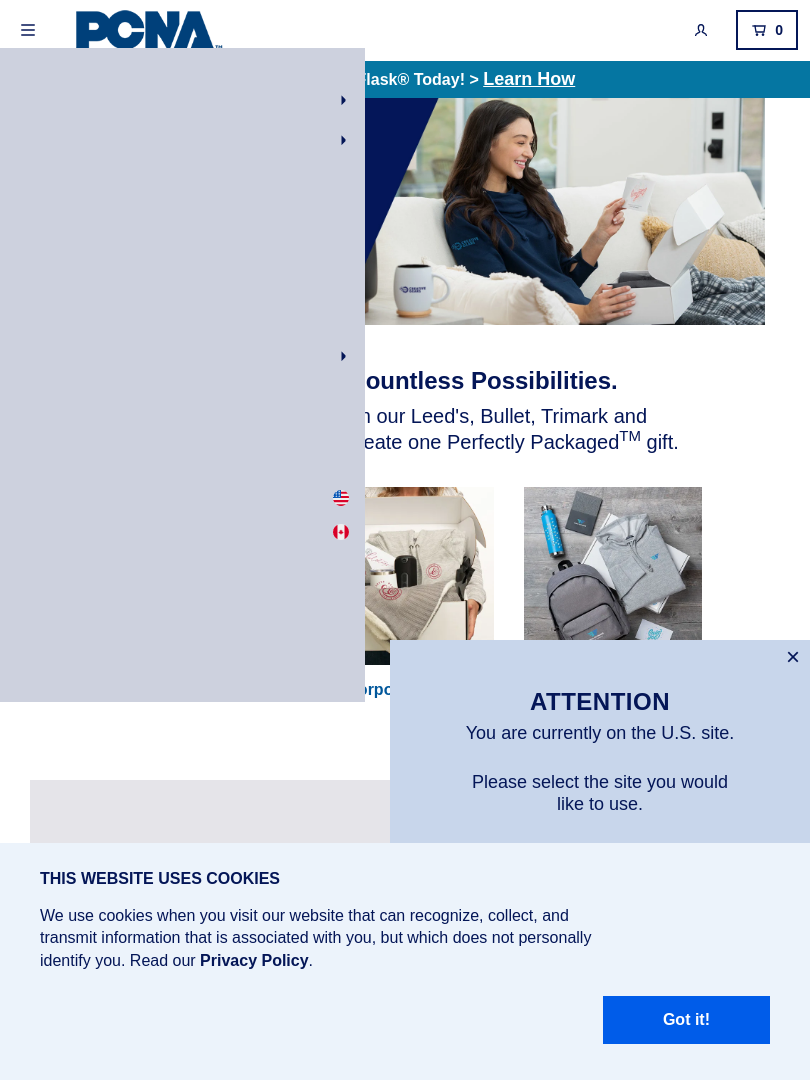 PCNA™
0
Flask® Today! > Learn How
ountless Possibilities.
n our Leed's, Bullet, Trimark and
eate one Perfectly Packaged™ gift.
orpo
ATTENTION
You are currently on the U.S. site.
Please select the site you would
like to use.
THIS WEBSITE USES COOKIES
We use cookies when you visit our website that can recognize, collect, and
transmit information that is associated with you, but which does not personally
identify you. Read our Privacy Policy.
Got it!